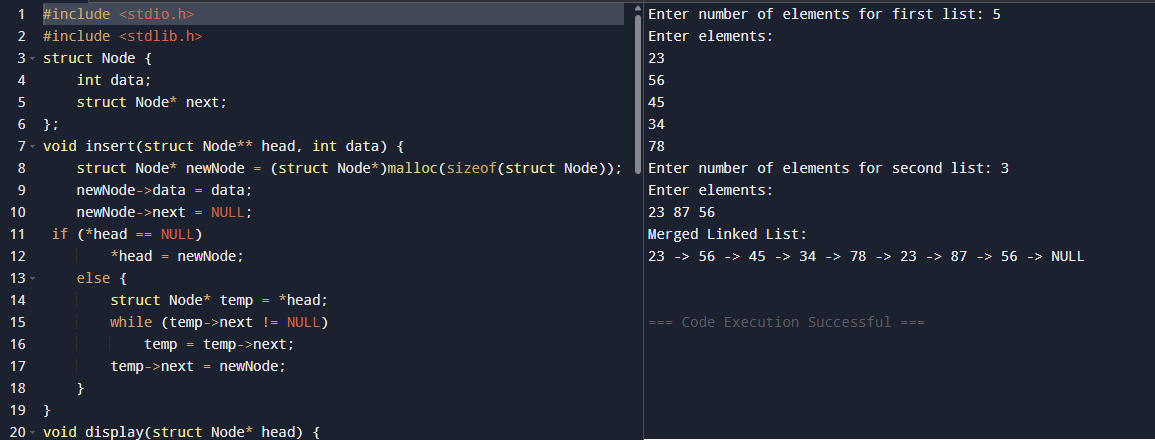 1 #include <stdio.h>
2 #include <stdlib.h>
3 struct Node {
4     int data;
5     struct Node* next;
6 };
7 void insert(struct Node** head, int data) {
8     struct Node* newNode = (struct Node*)malloc(sizeof(struct Node));
9     newNode->data = data;
10     newNode->next = NULL;
11  if (*head == NULL)
12         *head = newNode;
13     else {
14         struct Node* temp = *head;
15         while (temp->next != NULL)
16             temp = temp->next;
17         temp->next = newNode;
18     }
19 }
20 void display(struct Node* head) {
Enter number of elements for first list: 5
Enter elements:
23
56
45
34
78
Enter number of elements for second list: 3
Enter elements:
23 87 56
Merged Linked List:
23 -> 56 -> 45 -> 34 -> 78 -> 23 -> 87 -> 56 -> NULL
=== Code Execution Successful ===